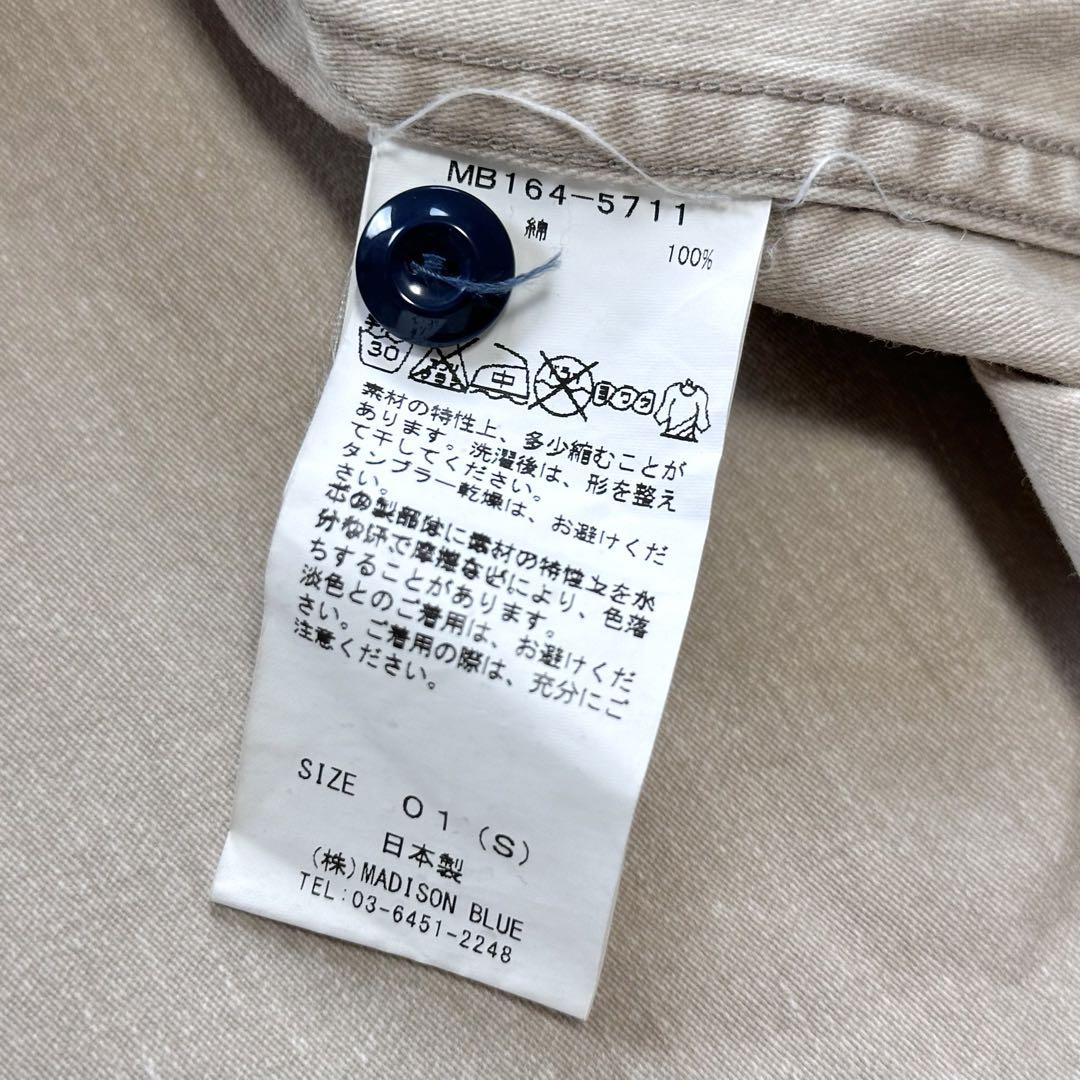 MB164-5711
綿 100%
30
中
ヨワク
素材の特性上、多少縮むことが
あります。洗濯後は、形を整え
て干してください。
タンブラー乾燥は、お避けくだ
さい。
ちすることがあります。
淡色とのご着用は、お避けくだ
さい。ご着用の際は、充分にご
注意ください。
SIZE 01(S)
日本製
(株)MADISON BLUE
TEL:03-6451-2248